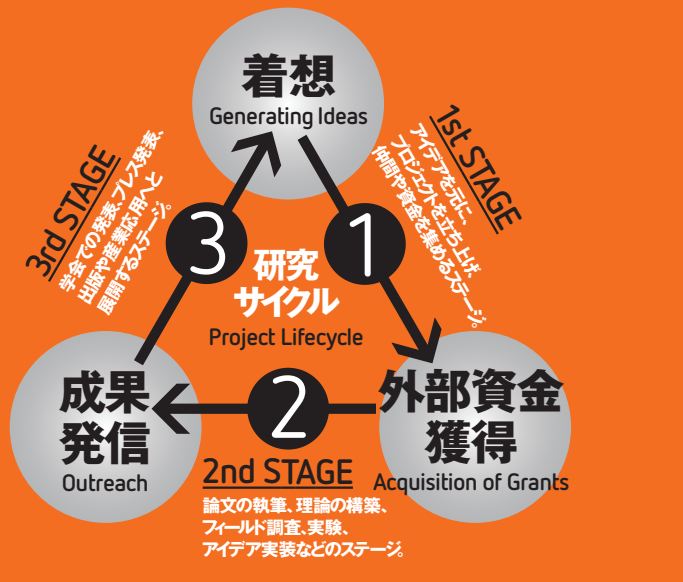 着想
Generating Ideas
1st STAGE
アイデアを元に、
プロジェクトを立ち上げ、
仲間や資金を集めるステージ。
1
外部資金
獲得
Acquisition of Grants
2
2nd STAGE
論文の執筆、理論の構築、
フィールド調査、実験、
アイデア実装などのステージ。
成果
発信
Outreach
3
3rd STAGE
学会での発表、プレス発表、
出版や産業応用へと
展開するステージ。
研究
サイクル
Project Lifecycle